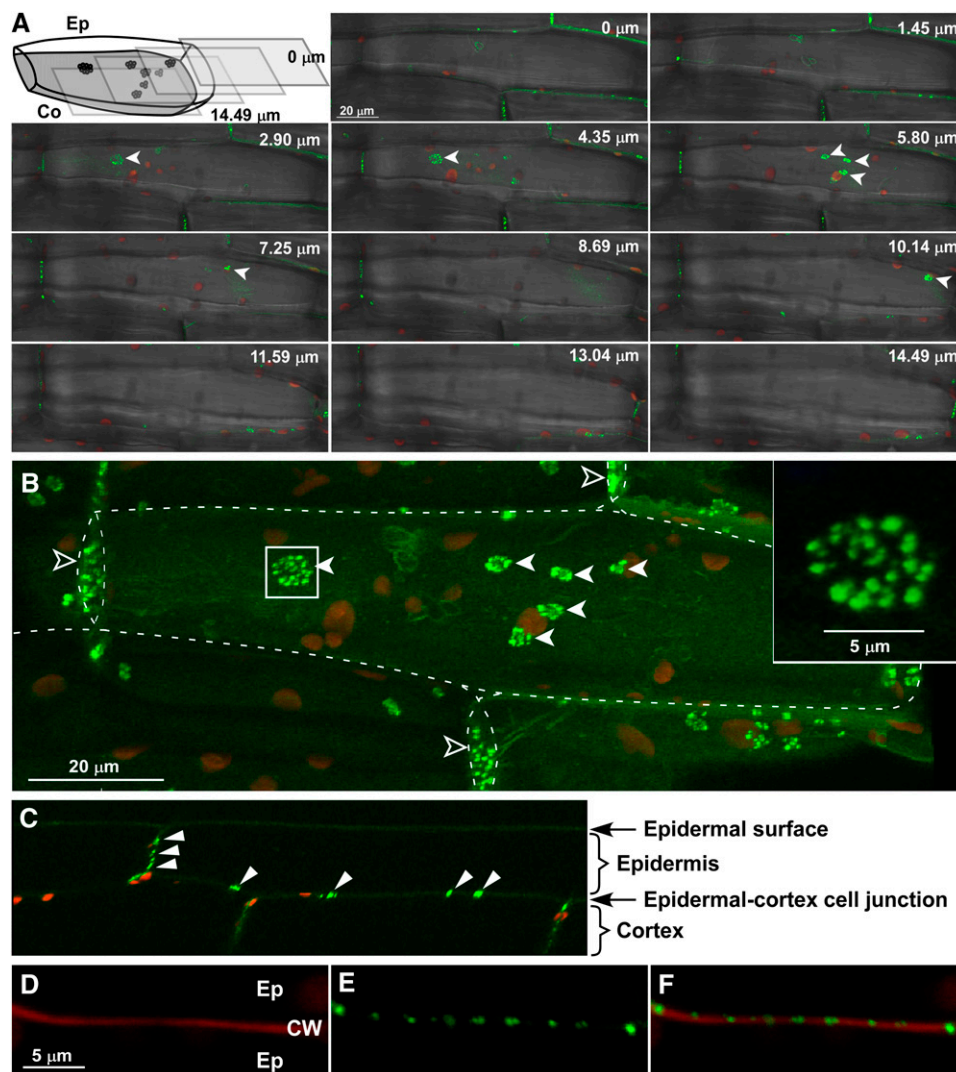 A
Ep
0 μm
Co
14.49 μm
0 μm
20 μm
1.45 μm
2.90 μm
4.35 μm
5.80 μm
7.25 μm
8.69 μm
10.14 μm
11.59 μm
13.04 μm
14.49 μm
B
5 μm
20 μm
C
Epidermal surface
Epidermis
Epidermal-cortex cell junction
Cortex
D
Ep
CW
Ep
5 μm
E
F